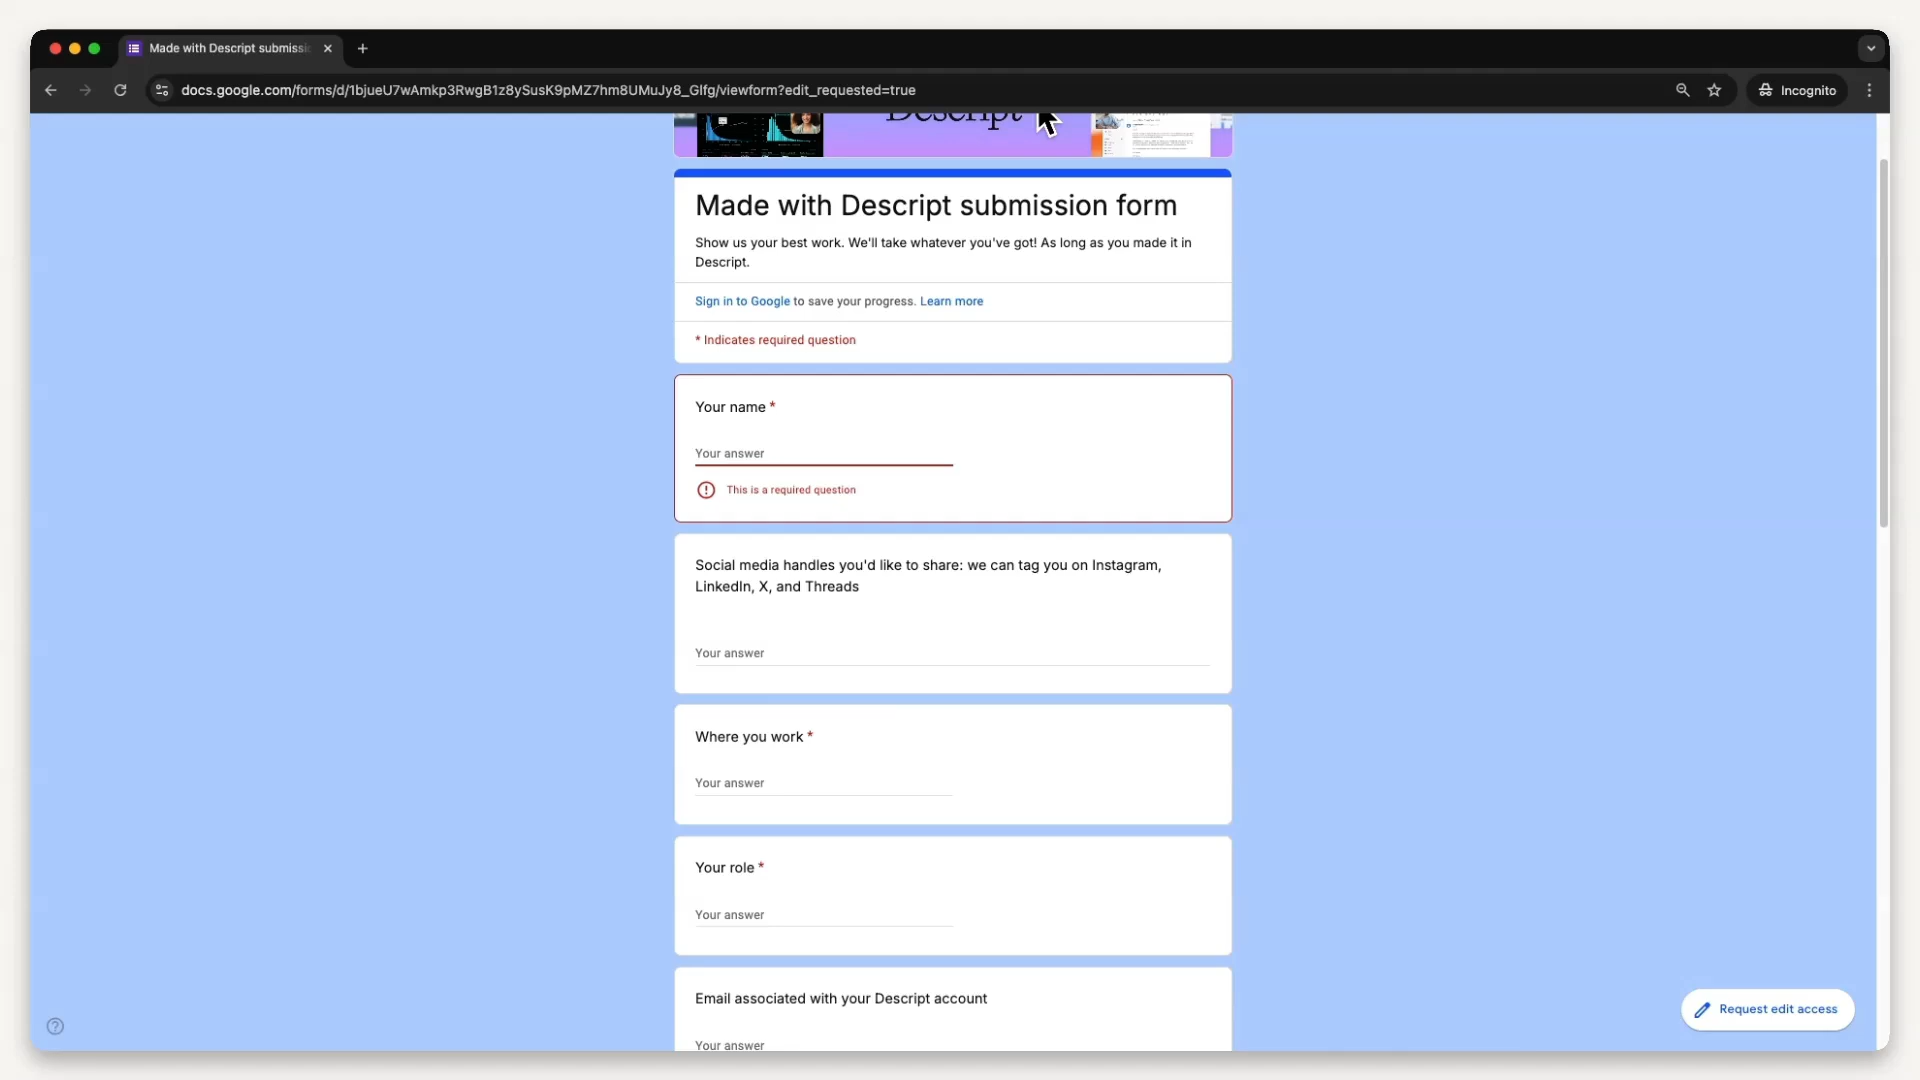 Made with Descript submissi
docs.google.com/forms/d/1bjueU7wAmkp3RwgB1z8ySusK9pMZ7hm8UMuJy8_GIfg/viewform?edit_requested=true
Incognito
Descript
Made with Descript submission form
Show us your best work. We'll take whatever you've got! As long as you made it in
Descript.
Sign in to Google to save your progress. Learn more
* Indicates required question
Your name *
Your answer
This is a required question
Social media handles you'd like to share: we can tag you on Instagram,
LinkedIn, X, and Threads
Your answer
Where you work *
Your answer
Your role *
Your answer
Email associated with your Descript account
Your answer
Request edit access